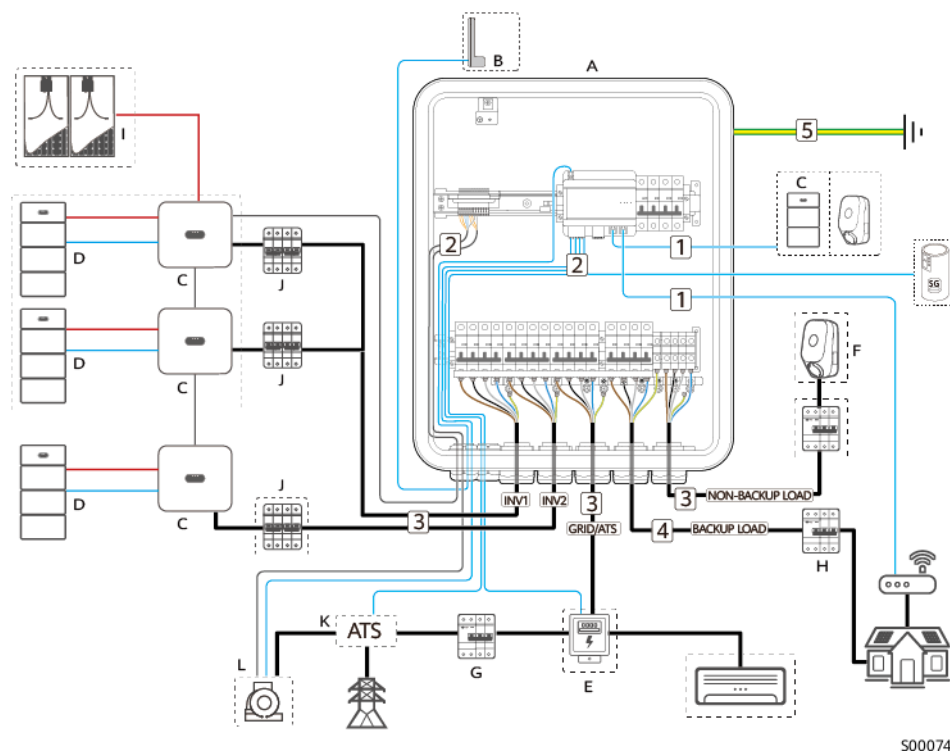 B
A
I
5
C
2
D
1
2
C
J
SG
1
F
D
J
C
D
J
INV1
INV2
3
3
NON-BACKUP LOAD
C
3
GRID/ATS
4
BACKUP LOAD
H
K
ATS
0000
L
G
E
S00074